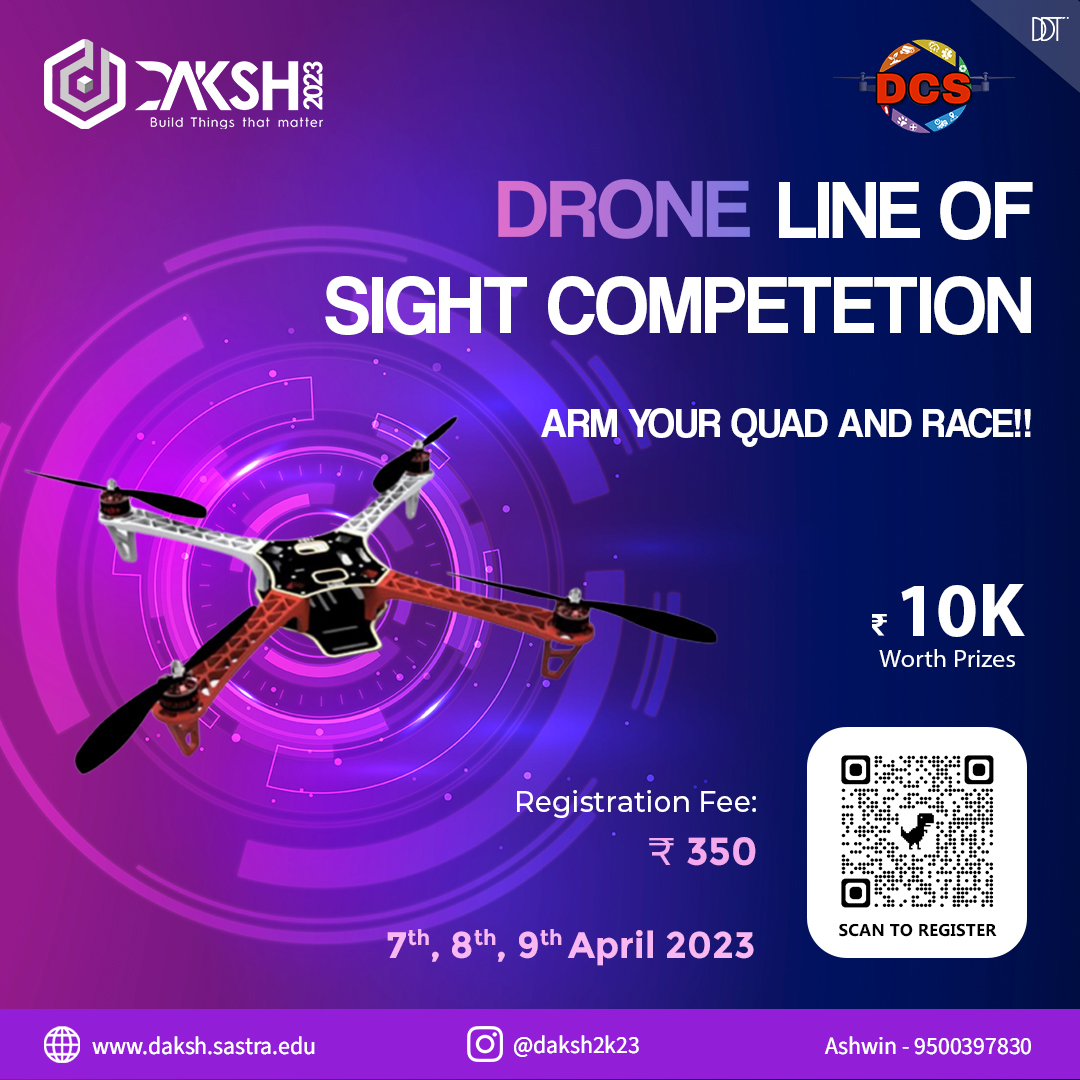 DAKSH 2023
Build Things that matter
DCS
DDT
DRONE LINE OF
SIGHT COMPETETION
ARM YOUR QUAD AND RACE!!
₹ 10K
Worth Prizes
Registration Fee:
₹ 350
7th, 8th, 9th April 2023
SCAN TO REGISTER
www.daksh.sastra.edu
@daksh2k23
Ashwin - 9500397830